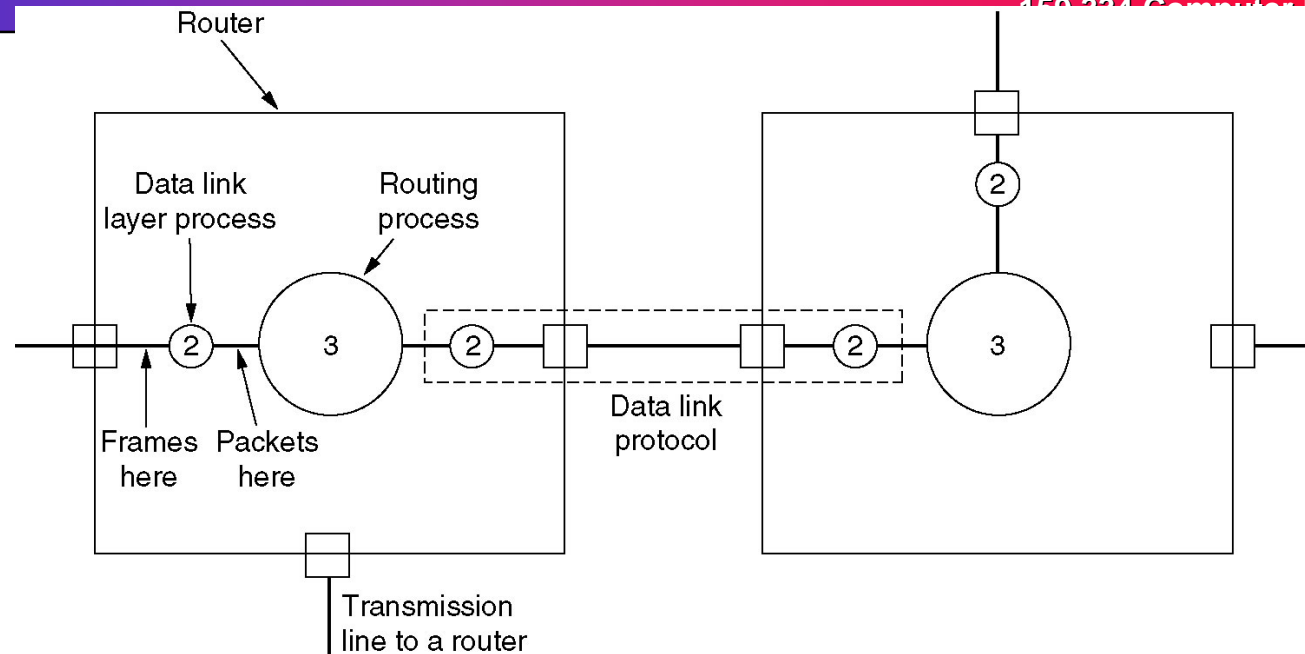 Router
Data link
layer process
Routing
process
2
2
3
2
2
3
Data link
protocol
Frames
here
Packets
here
Transmission
line to a router